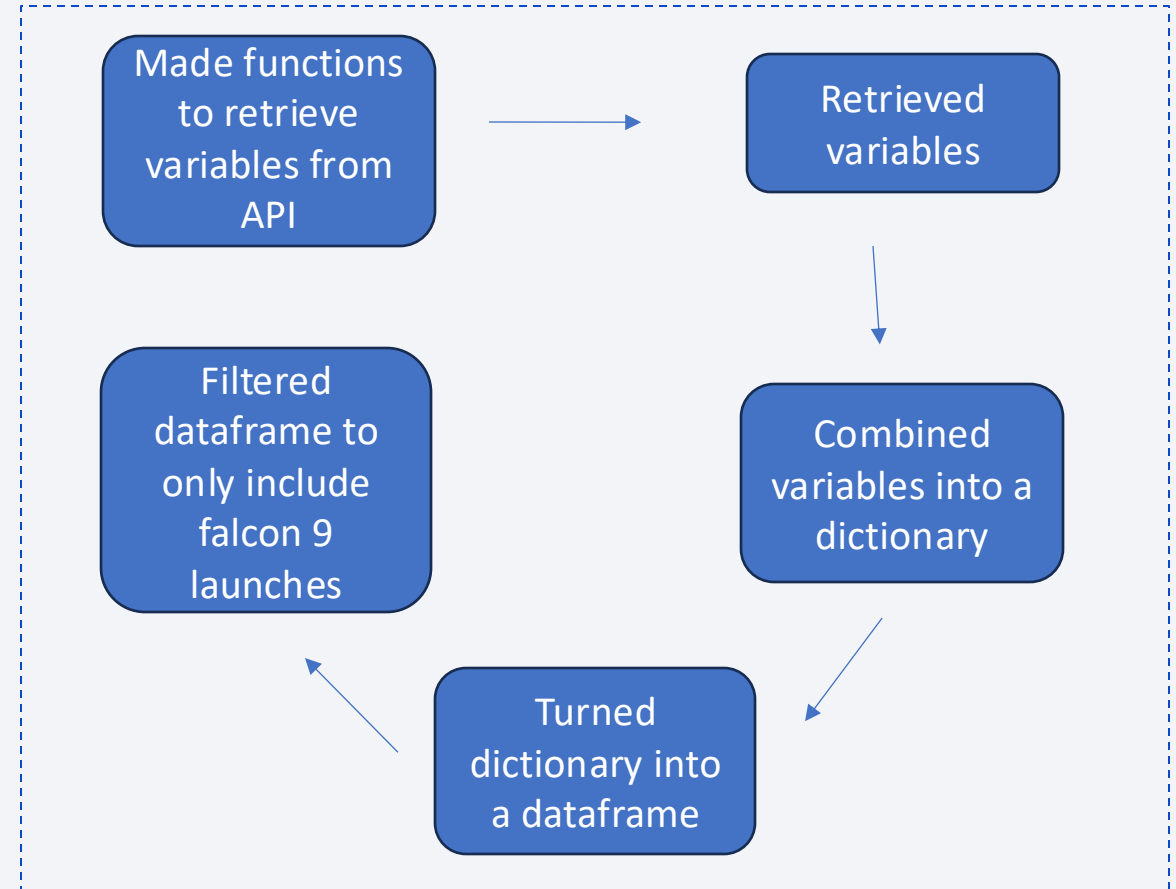 Made functions
to retrieve
variables from
API
Retrieved
variables
Combined
variables into a
dictionary
Turned
dictionary into
a dataframe
Filtered
dataframe to
only include
falcon 9
launches